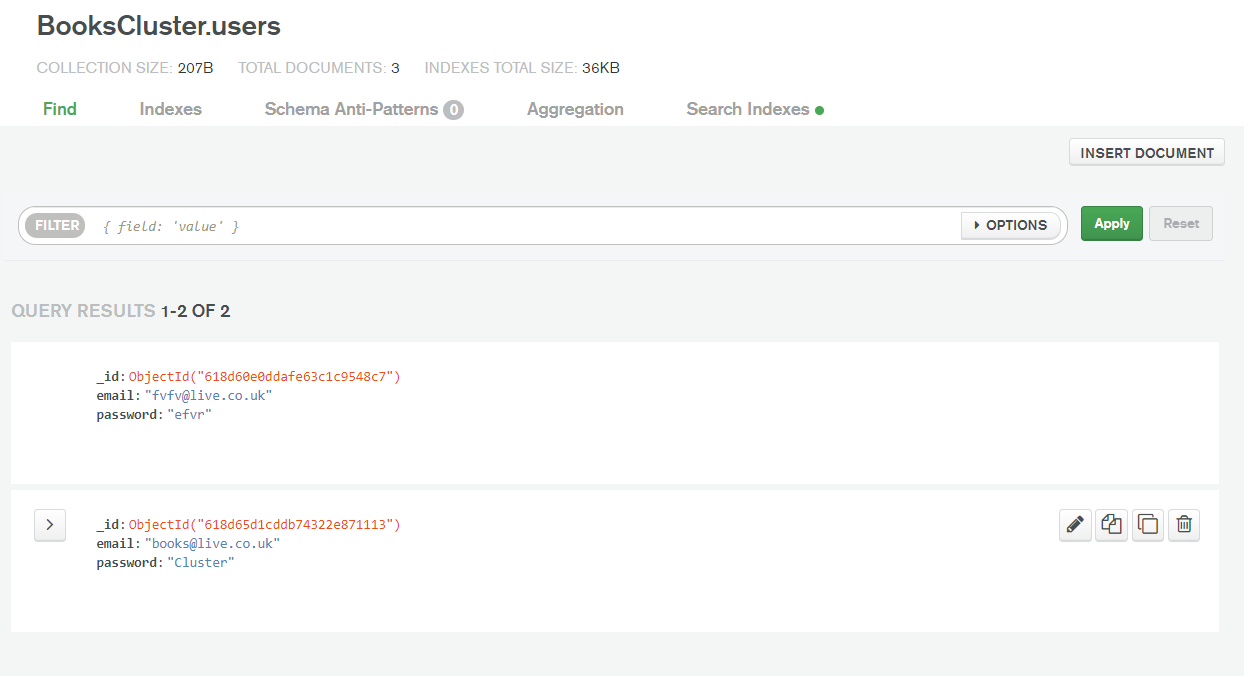 BooksCluster.users
COLLECTION SIZE: 207B TOTAL DOCUMENTS: 3 INDEXES TOTAL SIZE: 36KB
Find Indexes Schema Anti-Patterns 0 Aggregation Search Indexes
INSERT DOCUMENT
FILTER { field: 'value' } OPTIONS Apply Reset
QUERY RESULTS 1-2 OF 2
_id: ObjectId("618d60e0ddafe63c1c9548c7")
email: "fvfv@live.co.uk"
password: "efvr"
_id: ObjectId("618d65d1cddb74322e871113")
email: "books@live.co.uk"
password: "Cluster"